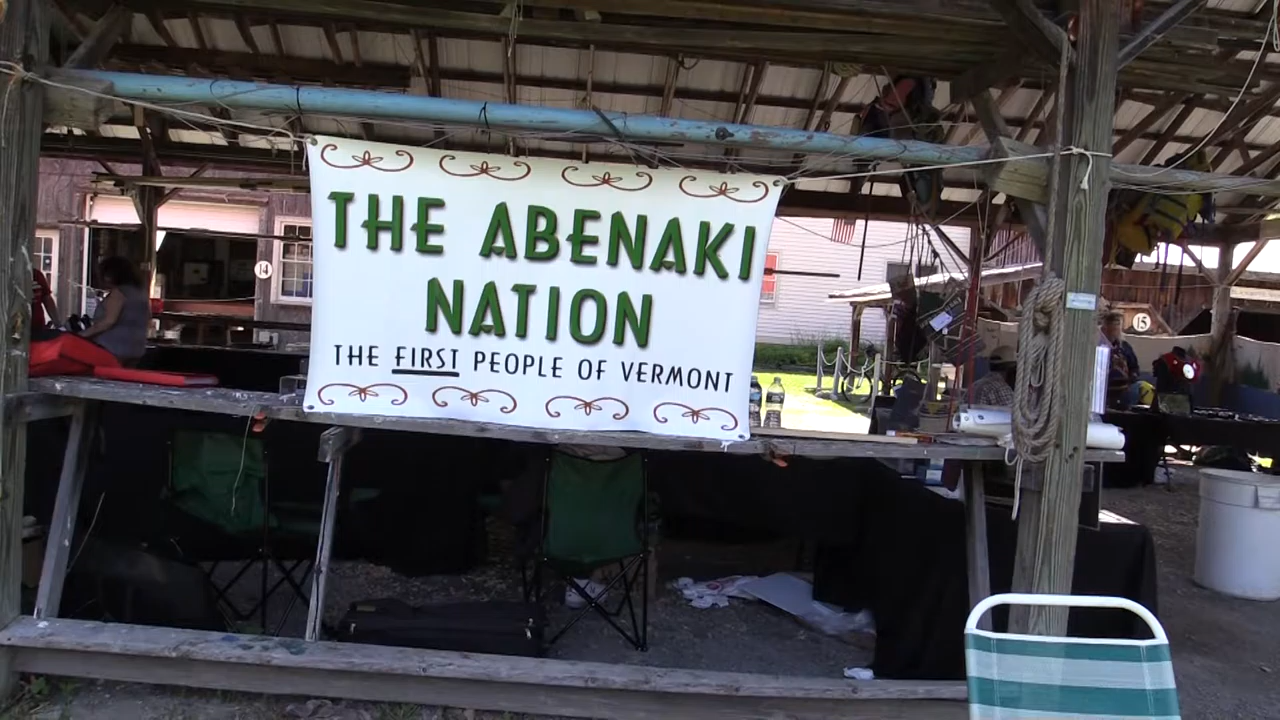 THE ABENAKI
NATION
THE FIRST PEOPLE OF VERMONT
14
15